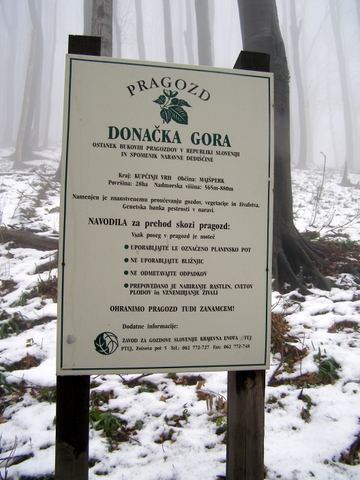 PRAGOZD
DONAČKA GORA
OSTANEK BUKOVIH PRAGOZDOV V REPUBLIKI SLOVENIJI
IN SPOMENIK NARAVNE DEDIŠČINE
Kraj: KUPČINJI VRH Občina: MAJŠPERK
Površina: 28ha Nadmorska višina: 565m-880m
Namenjen je znanstvenemu proučevanju gozdov, vegetacije in živalstva,
Genetska banka pestrosti v naravi.
NAVODILA za prehod skozi pragozd:
Vsak poseg v pragozd je moteč
● UPORABLJAJTE LE OZNAČENO PLANINSKO POT
● NE UPORABLJAJTE BLIŽNJIC
● NE ODMETAVAJTE ODPADKOV
● PREPOVEDANO JE NABIRANJE RASTLIN, CVETOV
PLODOV in VZNEMIRJANJE ŽIVALI
OHRANIMO PRAGOZD TUDI ZANAMCEM!
Dodatne informacije:
ZAVOD ZA GOZDOVE SLOVENIJE KRAJEVNA ENOTA PTUJ
PTUJ, Zaisova pot 5 Tel.: 062 772-727 Fax: 062 772-748